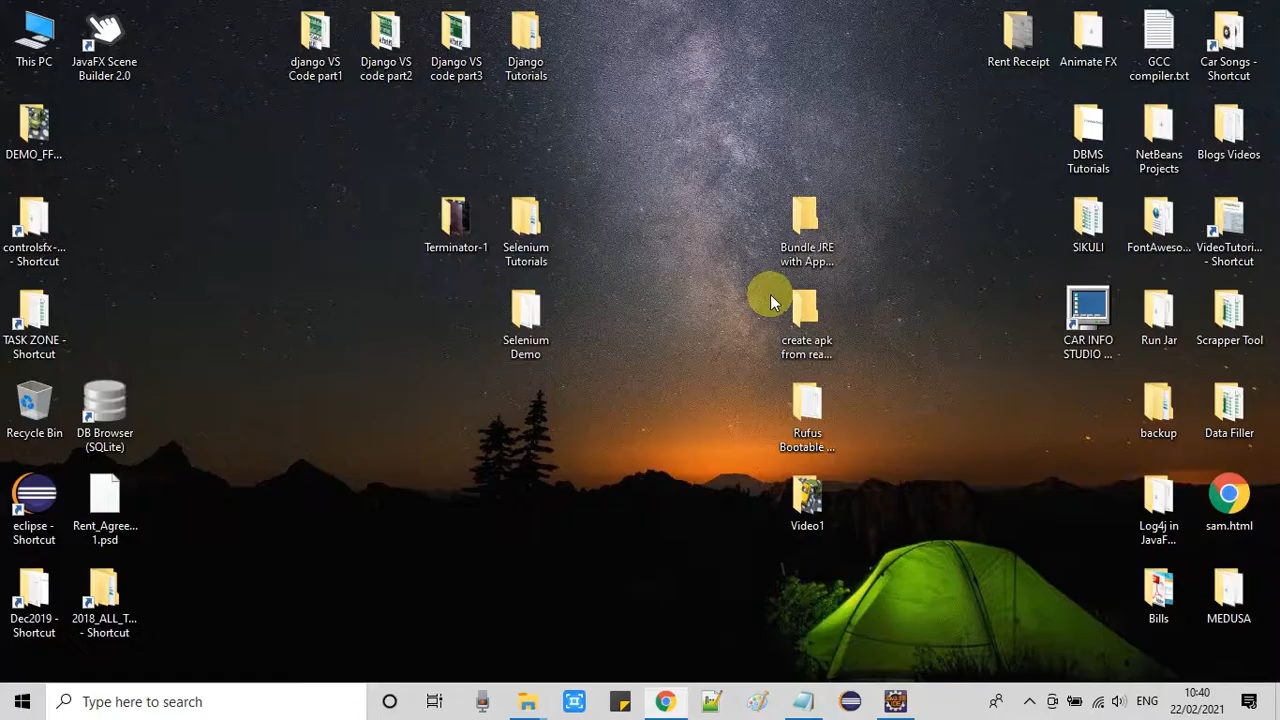 This PC
JavaFX Scene
Builder 2.0
django VS
Code part1
Django VS
code part2
Django VS
code part3
Django
Tutorials
Rent Receipt
Animate FX
GCC
compiler.txt
Car Songs -
Shortcut
DEMO_FF...
DBMS
Tutorials
NetBeans
Projects
Blogs Videos
controlsfx-...
- Shortcut
Terminator-1
Selenium
Tutorials
Bundle JRE
with App...
SIKULI
FontAweso...
VideoTutori...
- Shortcut
TASK ZONE -
Shortcut
Selenium
Demo
create apk
from rea...
CAR INFO
STUDIO ...
Run Jar
Scrapper Tool
Recycle Bin
DB Browser
(SQLite)
Rufus
Bootable ...
backup
Data Filler
eclipse -
Shortcut
Rent_Agree...
1.psd
Video1
Log4j in
JavaF...
sam.html
Dec2019 -
Shortcut
2018_ALL_T...
- Shortcut
Bills
MEDUSA
Type here to search
ENG
00:40
22/02/2021